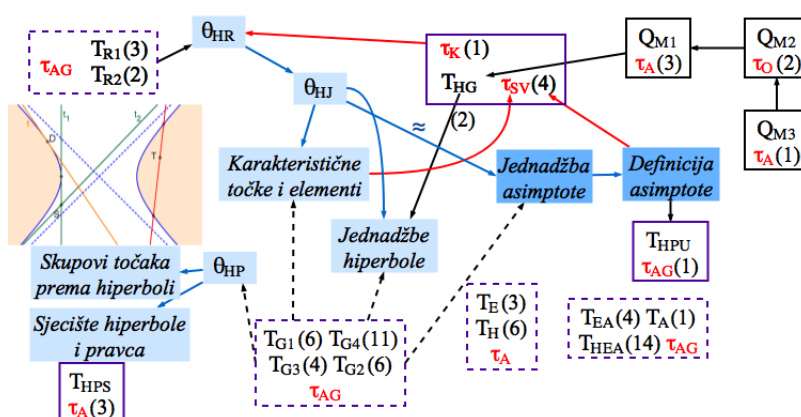 θHR
TR1(3)
τAG
TR2(2)
τK(1)
THG
τSV(4)
(2)
QM1
τA(3)
QM2
τO(2)
QM3
τA(1)
θHJ
≈
t1
t2
D
T
S
Karakteristične
točke i elementi
Jednadžba
asimptote
Definicija
asimptote
Jednadžbe
hiperbole
THPU
τAG(1)
Skupovi točaka
prema hiperboli
θHP
Sjecište hiperbole
i pravca
THPS
τA(3)
TG1(6) TG4(11)
TG3(4) TG2(6)
τAG
TE(3)
TH(6)
τA
TEA(4) TA(1)
THEA(14) τAG